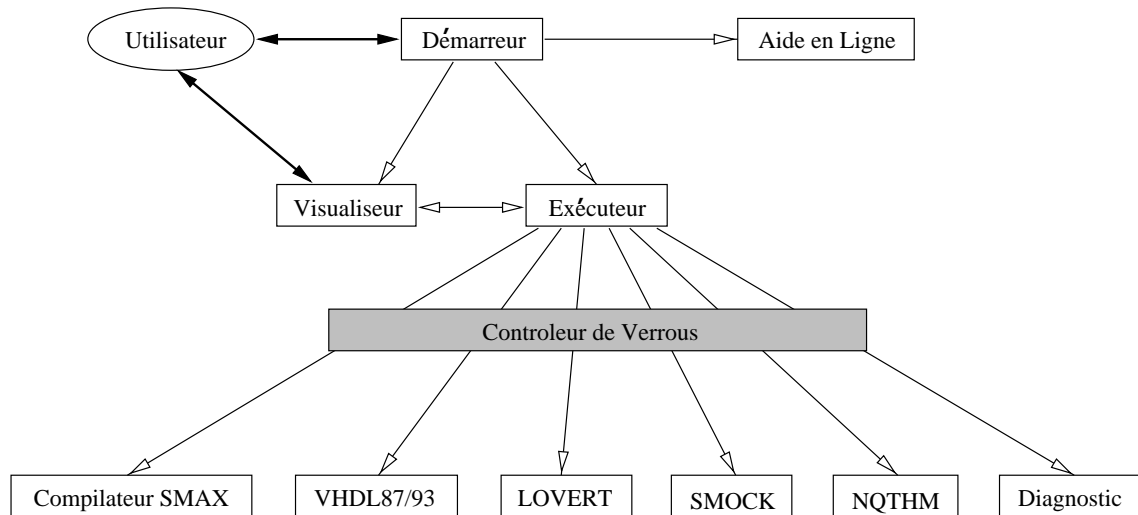 Utilisateur
Démarreur
Aide en Ligne
Visualiseur
Exécuteur
Controleur de Verrous
Compilateur SMAX
VHDL87/93
LOVERT
SMOCK
NQTHM
Diagnostic